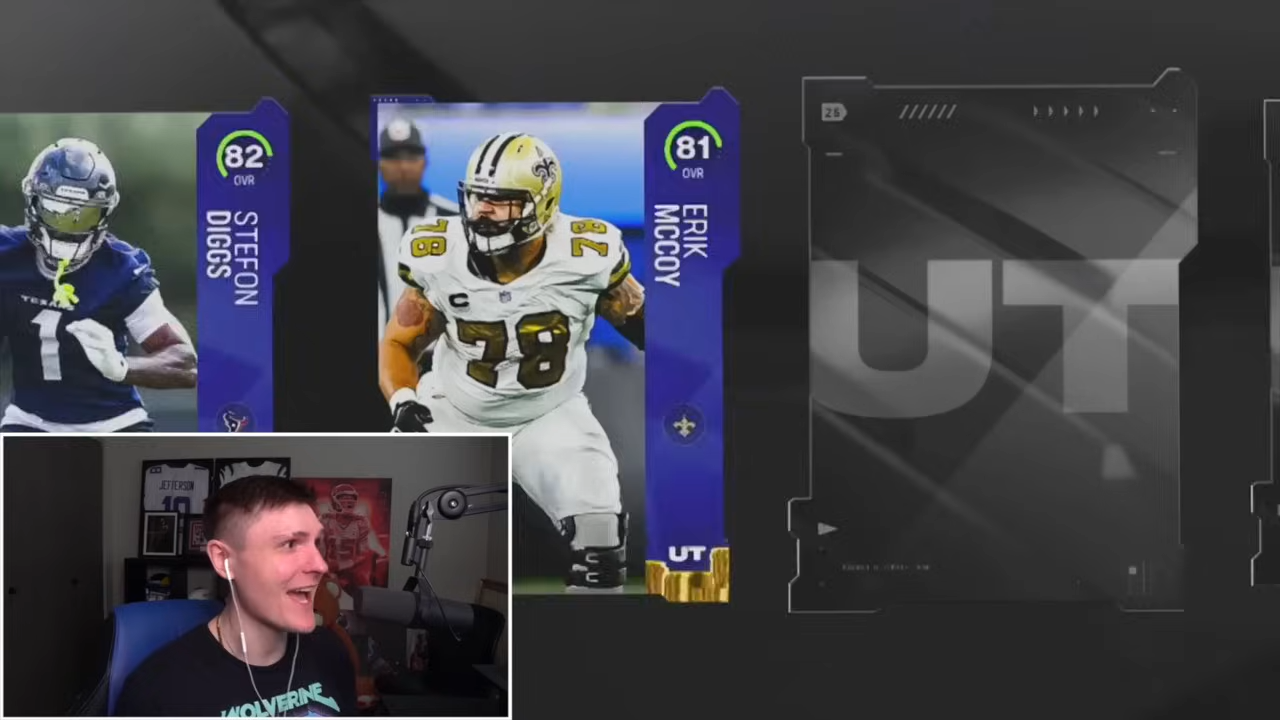 82
OVR
STEFON
DIGGS
TEXANS
1
81
OVR
ERIK
MCCOY
78
78
C
78
UT
25
UT
JEFFERSON
WOLVERINE